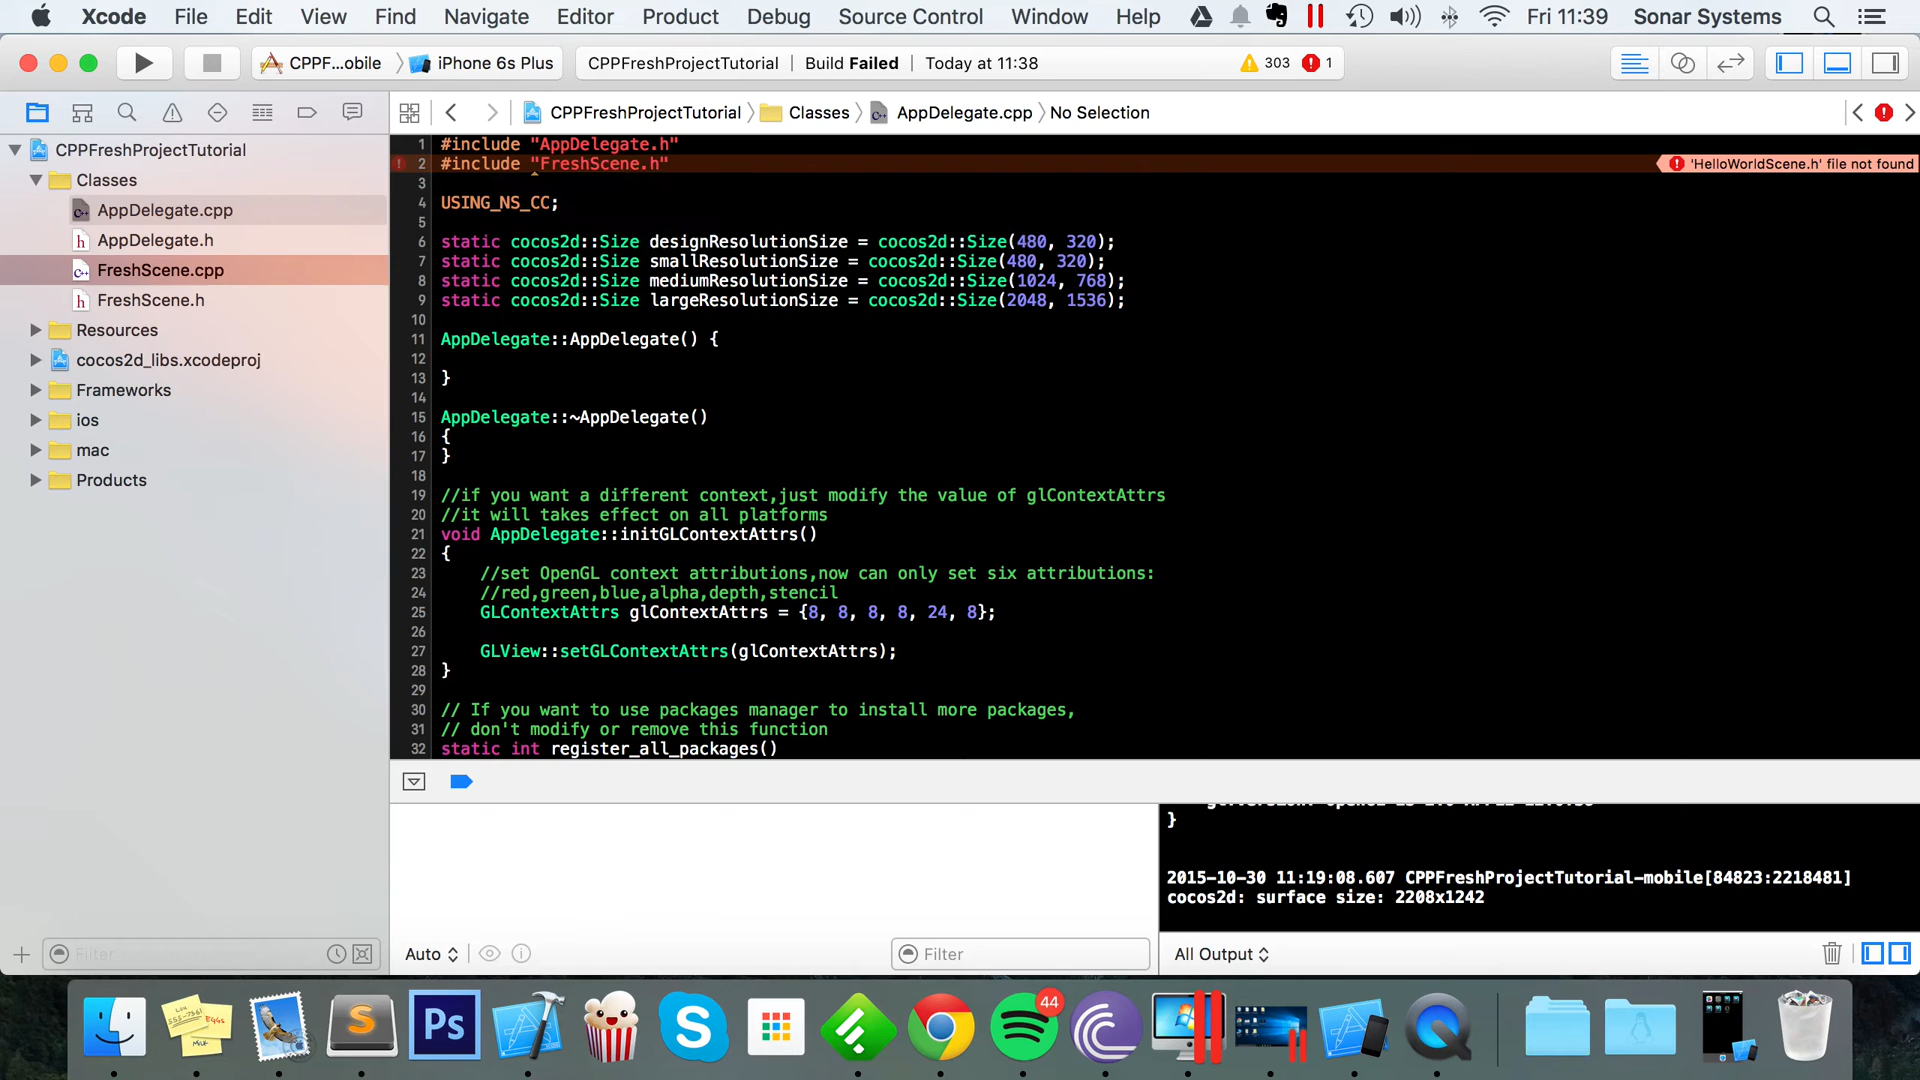 Xcode File Edit View Find Navigate Editor Product Debug Source Control Window Help Fri 11:39 Sonar Systems
CPPF...obile iPhone 6s Plus CPPFreshProjectTutorial Build Failed Today at 11:38 303 1
CPPFreshProjectTutorial Classes AppDelegate.cpp No Selection
CPPFreshProjectTutorial
Classes
AppDelegate.cpp
AppDelegate.h
FreshScene.cpp
FreshScene.h
Resources
cocos2d_libs.xcodeproj
Frameworks
ios
mac
Products
1 #include "AppDelegate.h"
2 #include "FreshScene.h" 'HelloWorldScene.h' file not found
3
4 USING_NS_CC;
5
6 static cocos2d::Size designResolutionSize = cocos2d::Size(480, 320);
7 static cocos2d::Size smallResolutionSize = cocos2d::Size(480, 320);
8 static cocos2d::Size mediumResolutionSize = cocos2d::Size(1024, 768);
9 static cocos2d::Size largeResolutionSize = cocos2d::Size(2048, 1536);
10
11 AppDelegate::AppDelegate() {
12
13 }
14
15 AppDelegate::~AppDelegate()
16 {
17 }
18
19 //if you want a different context,just modify the value of glContextAttrs
20 //it will takes effect on all platforms
21 void AppDelegate::initGLContextAttrs()
22 {
23 //set OpenGL context attributions,now can only set six attributions:
24 //red,green,blue,alpha,depth,stencil
25 GLContextAttrs glContextAttrs = {8, 8, 8, 8, 24, 8};
26
27 GLView::setGLContextAttrs(glContextAttrs);
28 }
29
30 // If you want to use packages manager to install more packages,
31 // don't modify or remove this function
32 static int register_all_packages()
}
2015-10-30 11:19:08.607 CPPFreshProjectTutorial-mobile[84823:2218481]
cocos2d: surface size: 2208x1242
Filter Auto Filter All Output
Ps
44